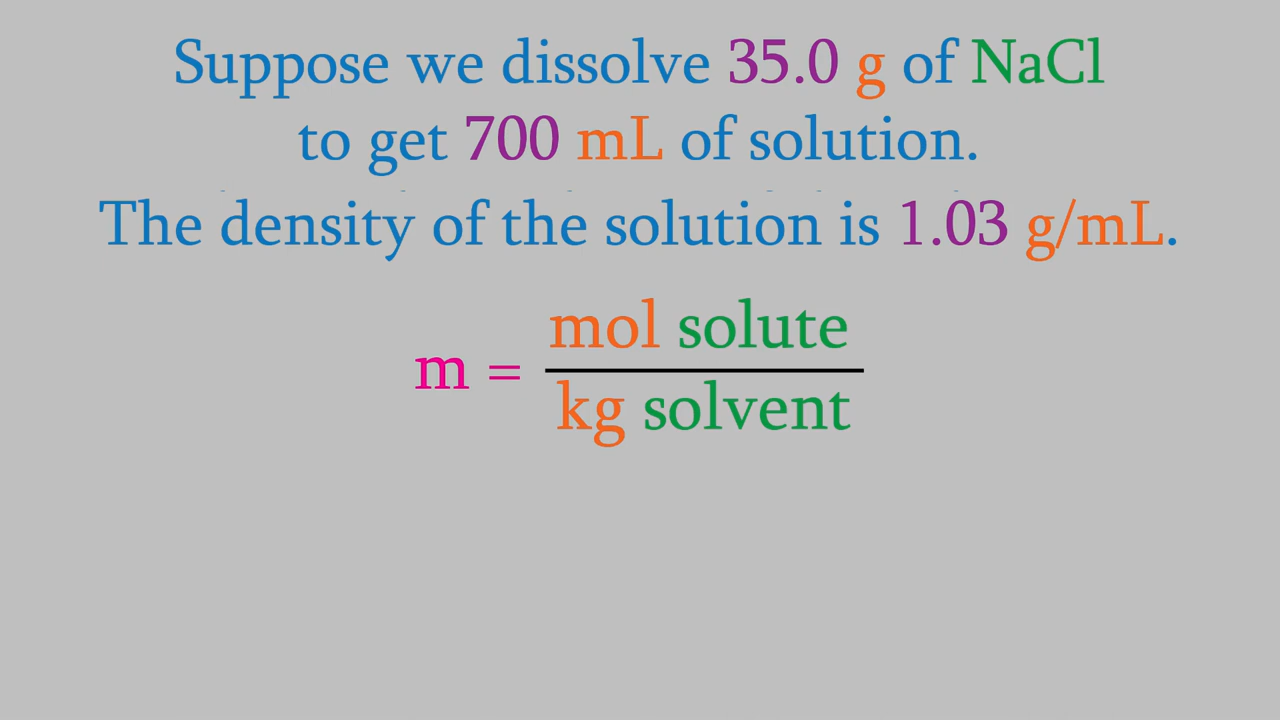 Suppose we dissolve 35.0 g of NaCl
to get 700 mL of solution.
The density of the solution is 1.03 g/mL.
m = mol solute
kg solvent